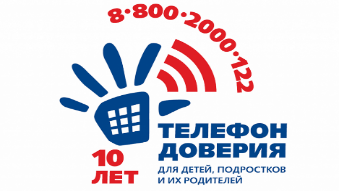 8·800·2000·122
10
ЛЕТ
ТЕЛЕФОН
ДОВЕРИЯ
ДЛЯ ДЕТЕЙ, ПОДРОСТКОВ
И ИХ РОДИТЕЛЕЙ